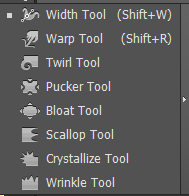 Width Tool (Shift+W)
Warp Tool (Shift+R)
Twirl Tool
Pucker Tool
Bloat Tool
Scallop Tool
Crystallize Tool
Wrinkle Tool